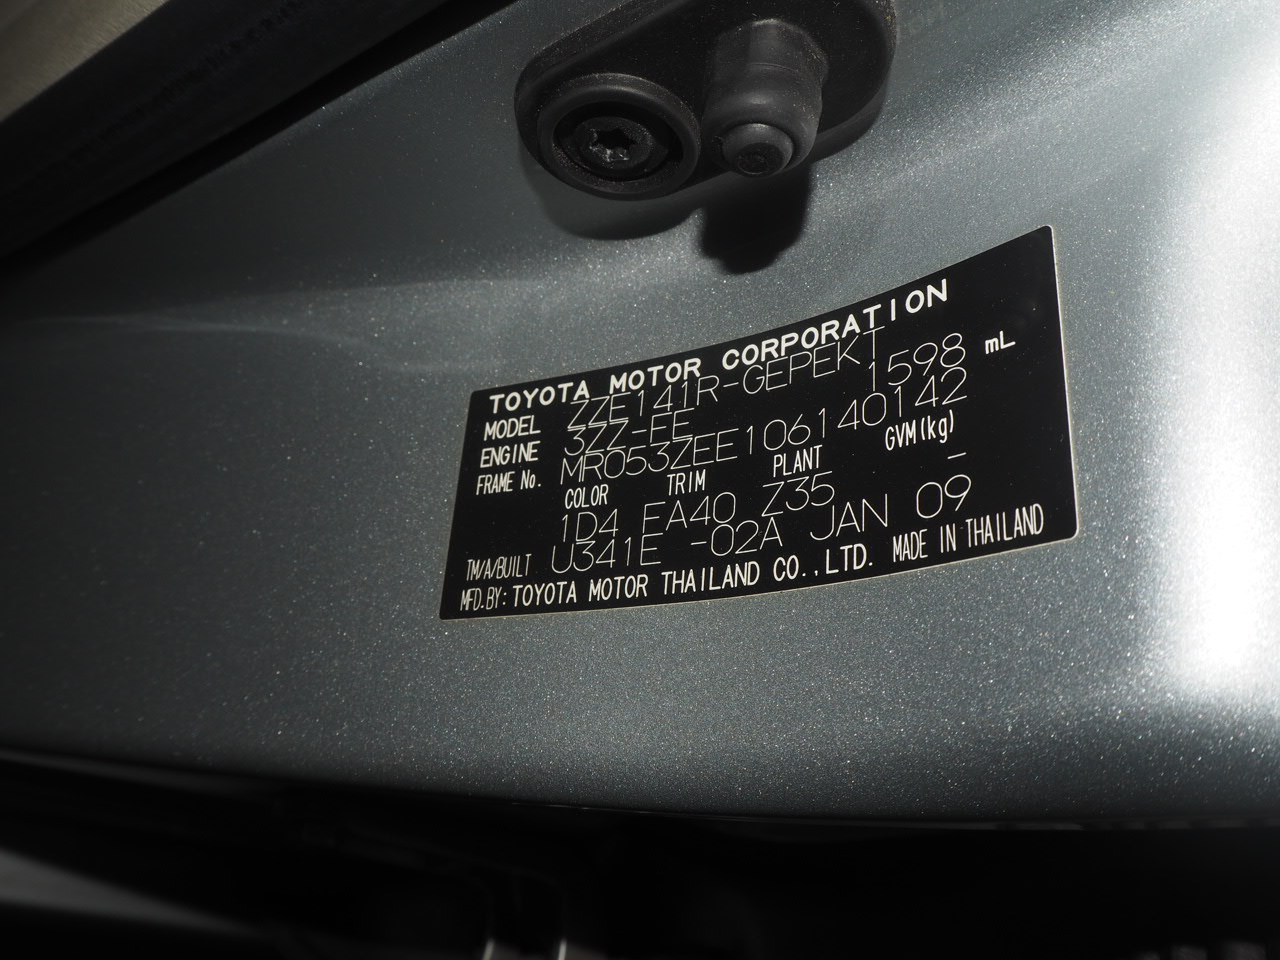 TOYOTA MOTOR CORPORATION
MODEL ZZE141R-GEPEKT
ENGINE 3ZZ-FE 1598 mL
FRAME No. MR053ZEE106140142
COLOR TRIM PLANT GVM(kg)
1D4 EA40 Z35 -
TM/A/BUILT U341E -02A JAN 09
MFD.BY: TOYOTA MOTOR THAILAND CO.,LTD. MADE IN THAILAND